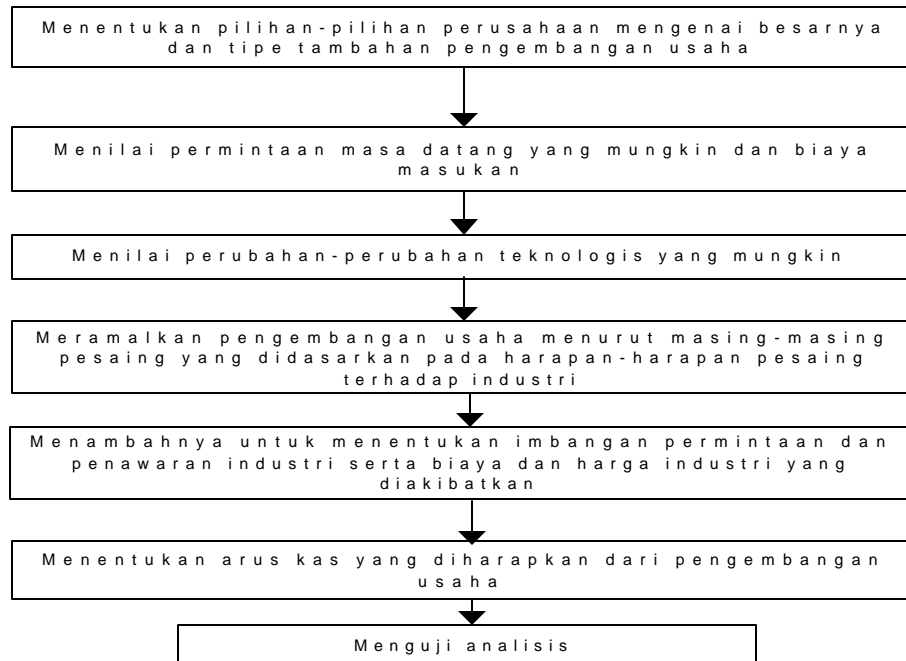 Menentukan pilihan-pilihan perusahaan mengenai besarnya
dan tipe tambahan pengembangan usaha
Menilai permintaan masa datang yang mungkin dan biaya
masukan
Menilai perubahan-perubahan teknologis yang mungkin
Meramalkan pengembangan usaha menurut masing-masing
pesaing yang didasarkan pada harapan-harapan pesaing
terhadap industri
Menambahnya untuk menentukan imbangan permintaan dan
penawaran industri serta biaya dan harga industri yang
diakibatkan
Menentukan arus kas yang diharapkan dari pengembangan
usaha
Menguji analisis